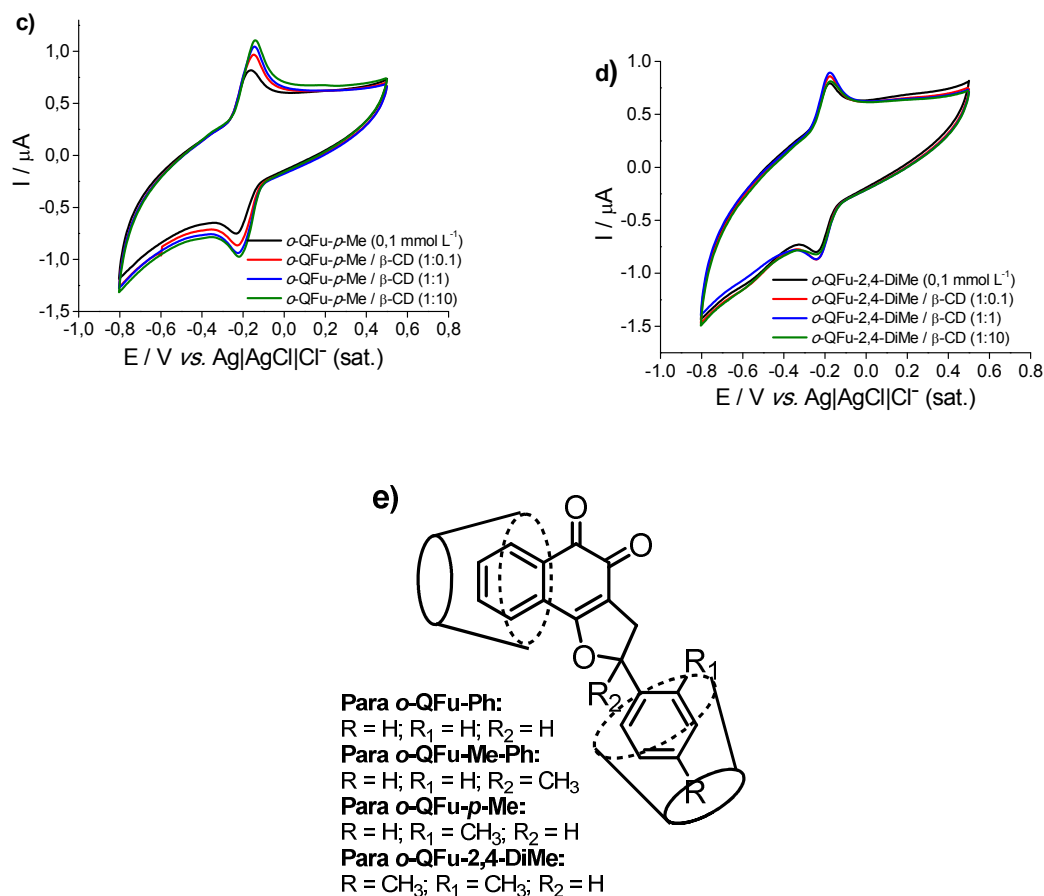 c)
1,0
0,5
0,0
-0,5
-1,0
-1,5
I / μA
o-QFu-p-Me (0,1 mmol L⁻¹)
o-QFu-p-Me / β-CD (1:0.1)
o-QFu-p-Me / β-CD (1:1)
o-QFu-p-Me / β-CD (1:10)
-0,8 -0,6 -0,4 -0,2 0,0 0,2 0,4 0,6 0,8
E / V vs. Ag|AgCl|Cl⁻ (sat.)
d)
1.0
0.5
0.0
-0.5
-1.0
-1.5
I / μA
o-QFu-2,4-DiMe (0,1 mmol L⁻¹)
o-QFu-2,4-DiMe / β-CD (1:0.1)
o-QFu-2,4-DiMe / β-CD (1:1)
o-QFu-2,4-DiMe / β-CD (1:10)
-1.0 -0.8 -0.6 -0.4 -0.2 0.0 0.2 0.4 0.6 0.8
E / V vs. Ag|AgCl|Cl⁻ (sat.)
e)
O
O
O
R₂
R₁
R
Para o-QFu-Ph:
R = H; R₁ = H; R₂ = H
Para o-QFu-Me-Ph:
R = H; R₁ = H; R₂ = CH₃
Para o-QFu-p-Me:
R = H; R₁ = CH₃; R₂ = H
Para o-QFu-2,4-DiMe:
R = CH₃; R₁ = CH₃; R₂ = H